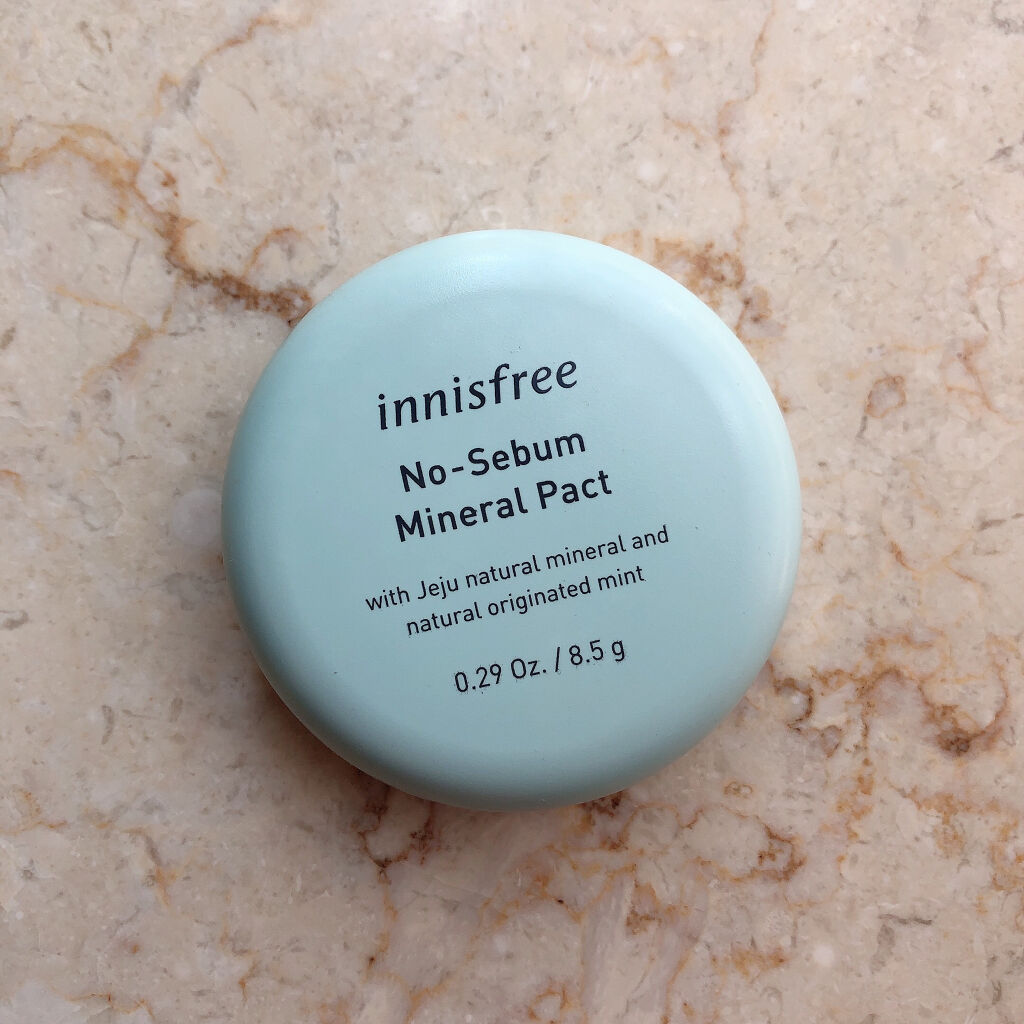 innisfree
No-Sebum
Mineral Pact
with Jeju natural mineral and
natural originated mint
0.29 Oz. / 8.5 g